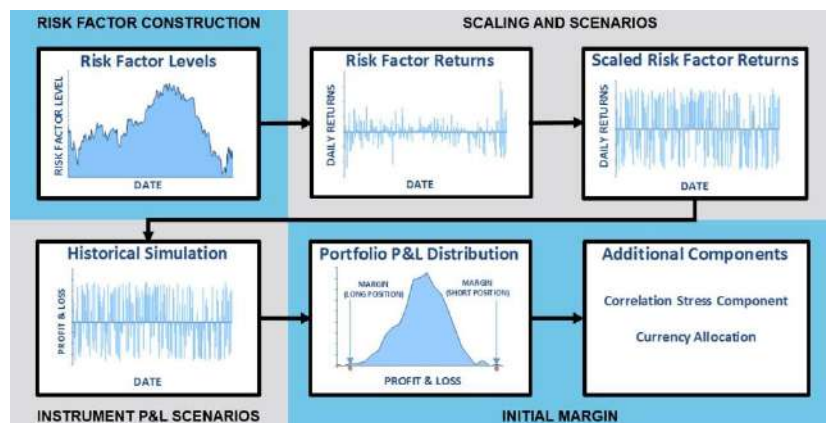 RISK FACTOR CONSTRUCTION
SCALING AND SCENARIOS
Risk Factor Levels
RISK FACTOR LEVEL
DATE
Risk Factor Returns
DAILY RETURNS
DATE
Scaled Risk Factor Returns
DAILY RETURNS
DATE
Historical Simulation
PROFIT & LOSS
DATE
Portfolio P&L Distribution
MARGIN
(LONG POSITION)
MARGIN
(SHORT POSITION)
PROFIT & LOSS
Additional Components
Correlation Stress Component
Currency Allocation
INSTRUMENT P&L SCENARIOS
INITIAL MARGIN